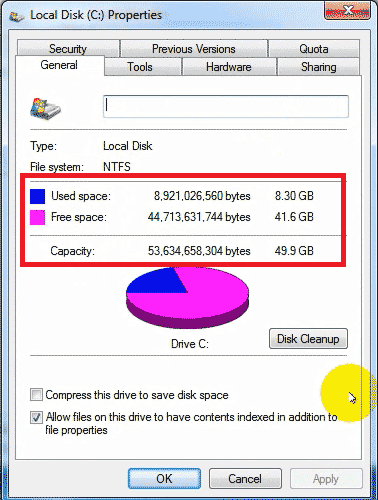 Local Disk (C:) Properties
Security Previous Versions Quota
General Tools Hardware Sharing
Type: Local Disk
File system: NTFS
Used space: 8,921,026,560 bytes 8.30 GB
Free space: 44,713,631,744 bytes 41.6 GB
Capacity: 53,634,658,304 bytes 49.9 GB
Drive C: Disk Cleanup
Compress this drive to save disk space
Allow files on this drive to have contents indexed in addition to
file properties
OK Cancel Apply